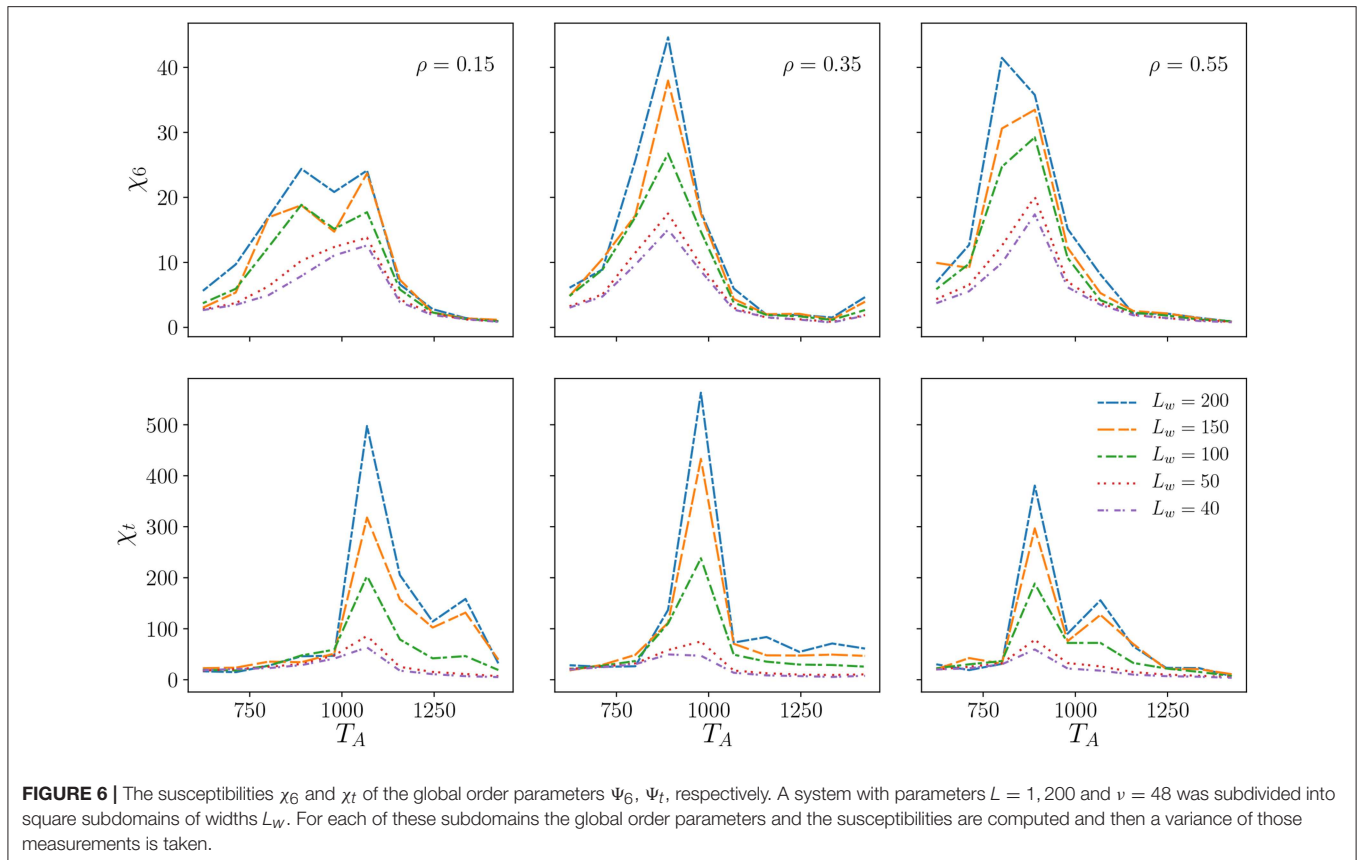 40
30
20
10
0
χ₆
ρ = 0.15
ρ = 0.35
ρ = 0.55
500
400
300
200
100
0
χₜ
L_w = 200
L_w = 150
L_w = 100
L_w = 50
L_w = 40
750 1000 1250
750 1000 1250
750 1000 1250
T_A
T_A
T_A
FIGURE 6 | The susceptibilities χ₆ and χₜ of the global order parameters Ψ₆, Ψₜ, respectively. A system with parameters L = 1, 200 and ν = 48 was subdivided into
square subdomains of widths L_w. For each of these subdomains the global order parameters and the susceptibilities are computed and then a variance of those
measurements is taken.